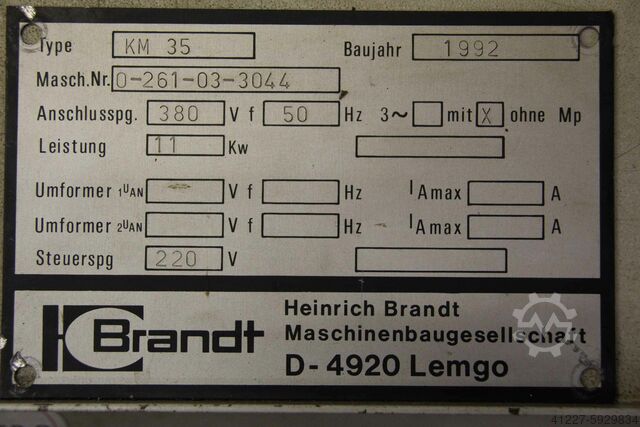 Type KM 35 Baujahr 1992
Masch.Nr. 0-261-03-3044
Anschlusspg. 380 V f 50 Hz 3~ mit X ohne Mp
Leistung 11 Kw
Umformer 1UAN V f Hz IAmax A
Umformer 2UAN V f Hz IAmax A
Steuerspg 220 V
Brandt
Heinrich Brandt
Maschinenbaugesellschaft
D-4920 Lemgo
41227-5929834